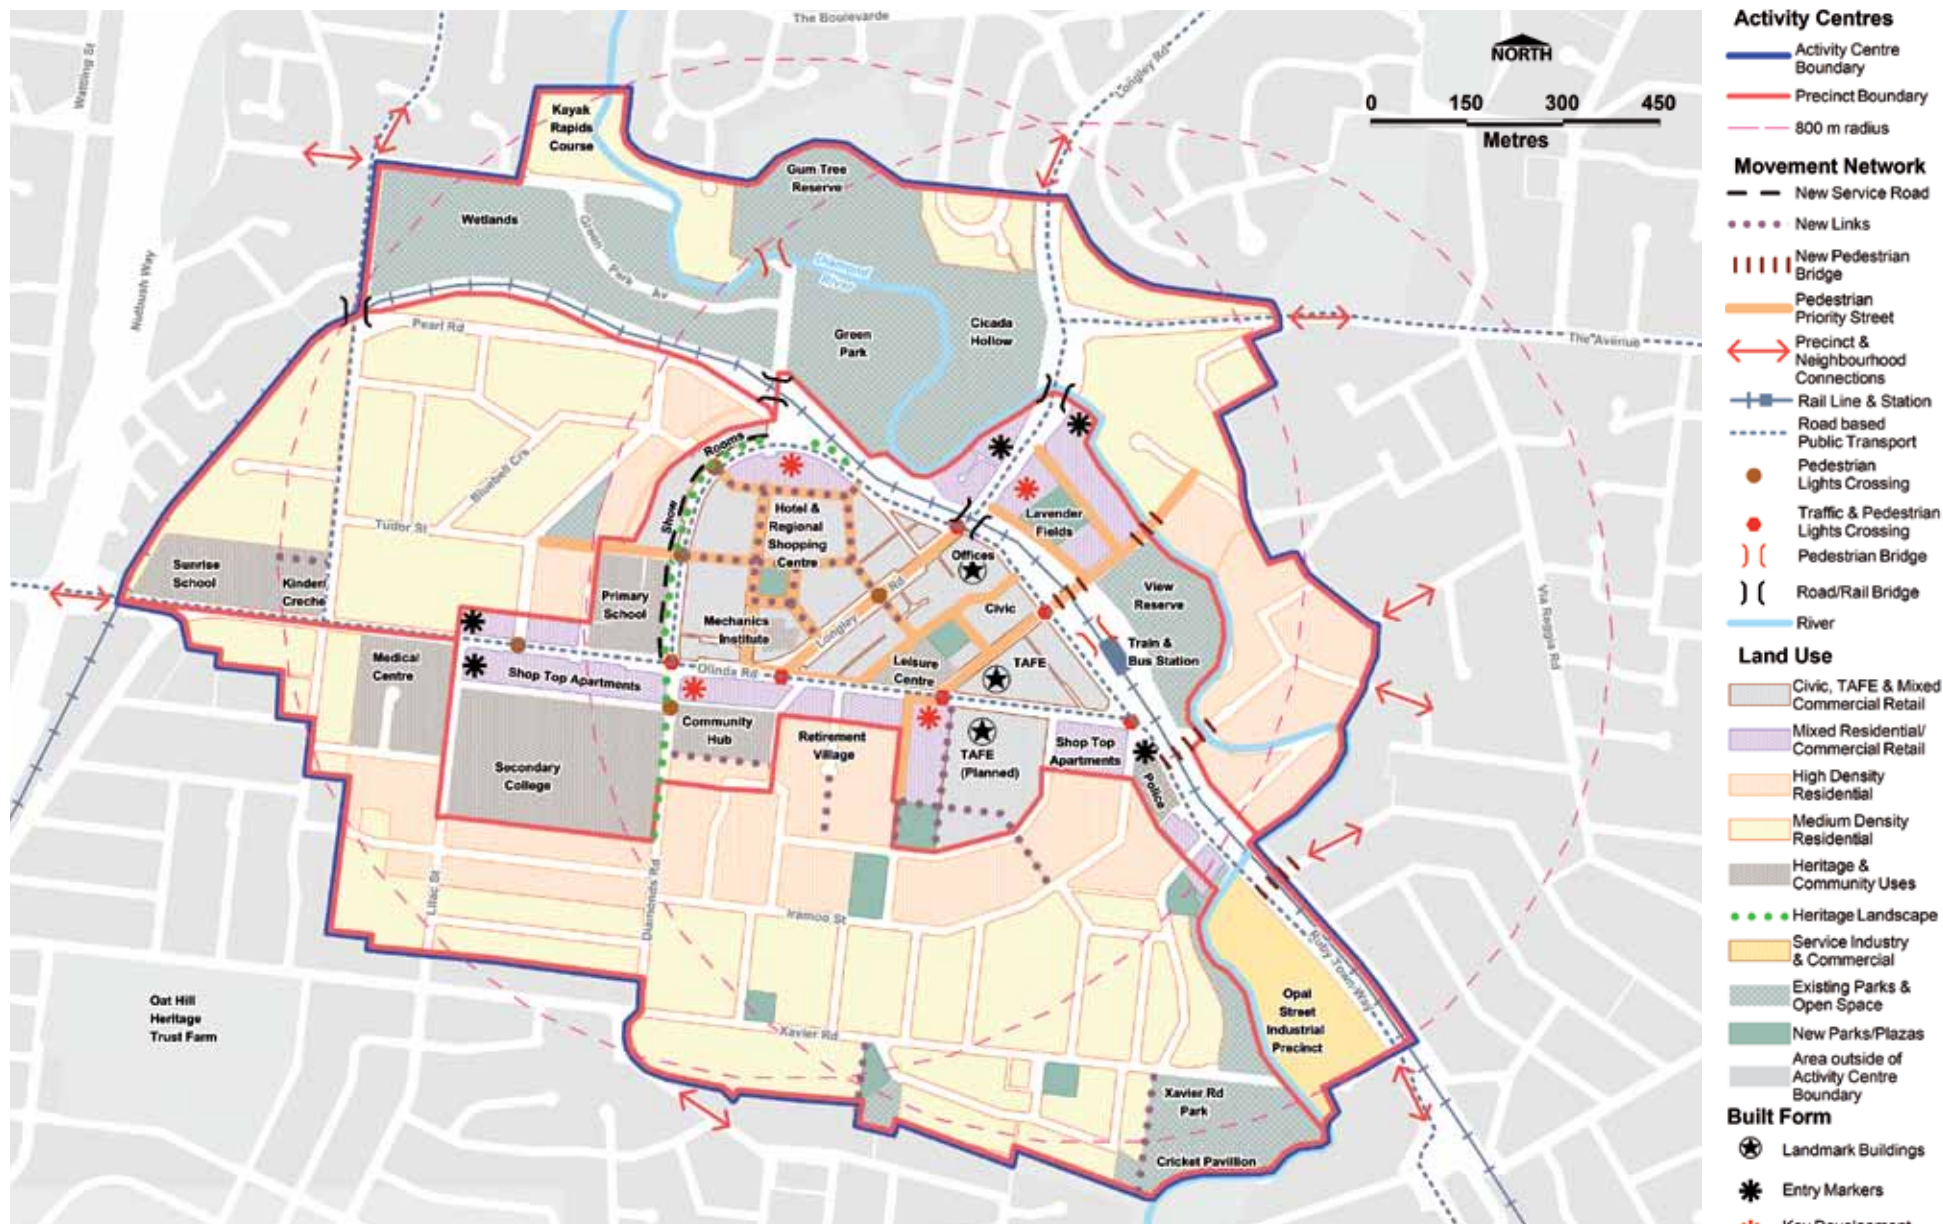 The Boulevarde
Watting St
Longley Rd
NORTH
0 150 300 450
Metres
Kayak
Rapids
Course
Gum Tree
Reserve
Wetlands
Green Park Av
Diamond
River
Nutbush Way
Pearl Rd
Green
Park
Cicada
Hollow
The Avenue
Rooms
Show
Bluebell Crs
Tudor St
Hotel &
Regional
Shopping
Centre
Lavender
Fields
Offices
Sunrise
School
Kinder/
Creche
Primary
School
Mechanics
Institute
Longley Rd
Civic
View
Reserve
Via Reggia Rd
Train &
Bus Station
Medical
Centre
Shop Top Apartments
Olinda Rd
Leisure
Centre
TAFE
Community
Hub
Retirement
Village
TAFE
(Planned)
Shop Top
Apartments
Police
Secondary
College
Lilac St
Diamonds Rd
Iramoo St
Ruby Town Way
Oat Hill
Heritage
Trust Farm
Xavier Rd
Opal
Street
Industrial
Precinct
Xavier Rd
Park
Cricket Pavillion
Activity Centres
Activity Centre
Boundary
Precinct Boundary
800 m radius
Movement Network
New Service Road
New Links
New Pedestrian
Bridge
Pedestrian
Priority Street
Precinct &
Neighbourhood
Connections
Rail Line & Station
Road based
Public Transport
Pedestrian
Lights Crossing
Traffic & Pedestrian
Lights Crossing
Pedestrian Bridge
Road/Rail Bridge
River
Land Use
Civic, TAFE & Mixed
Commercial Retail
Mixed Residential/
Commercial Retail
High Density
Residential
Medium Density
Residential
Heritage &
Community Uses
Heritage Landscape
Service Industry
& Commercial
Existing Parks &
Open Space
New Parks/Plazas
Area outside of
Activity Centre
Boundary
Built Form
Landmark Buildings
Entry Markers
Key Development